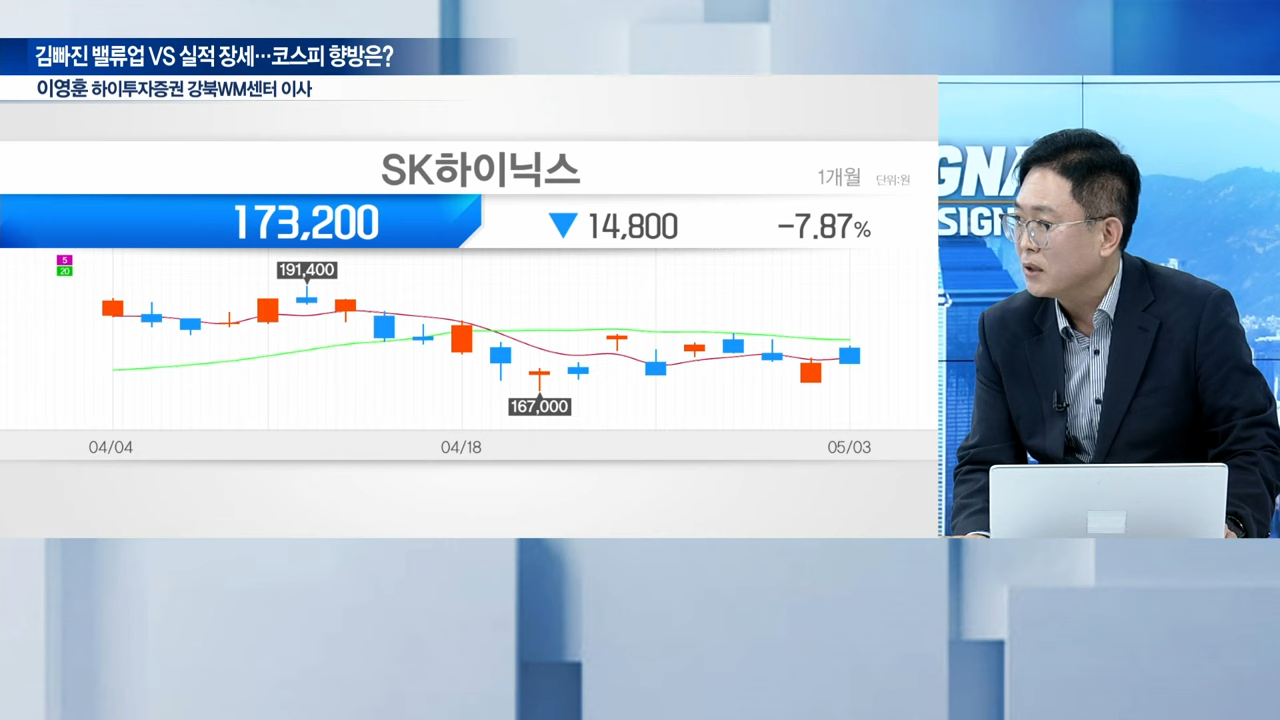 김빠진 밸류업 VS 실적 장세…코스피 향방은?
이영훈 하이투자증권 강북WM센터 이사
SK하이닉스
1개월 단위:원
173,200 ▼ 14,800 -7.87%
5
20
191,400
167,000
04/04 04/18 05/03
GNA
SIGN